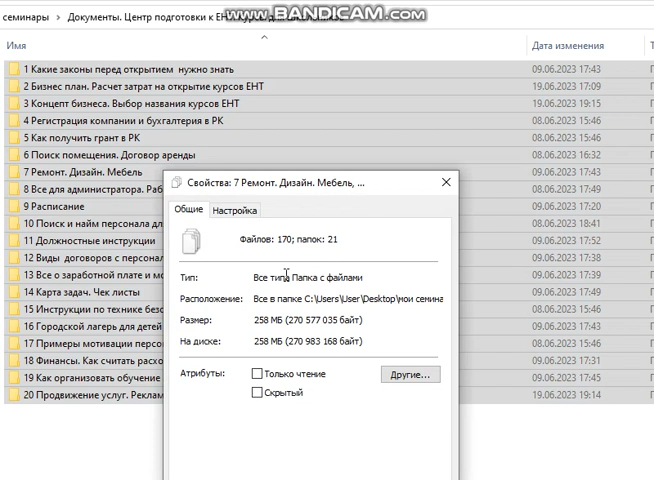 семинары > Документы. Центр подготовки к ЕНТ
www.BANDICAM.com
Имя
Дата изменения
1 Какие законы перед открытием нужно знать
09.06.2023 17:43
2 Бизнес план. Расчет затрат на открытие курсов ЕНТ
19.06.2023 17:09
3 Концепт бизнеса. Выбор названия курсов ЕНТ
19.06.2023 19:15
4 Регистрация компании и бухгалтерия в РК
08.06.2023 15:46
5 Как получить грант в РК
08.06.2023 15:46
6 Поиск помещения. Договор аренды
08.06.2023 16:32
7 Ремонт. Дизайн. Мебель
09.06.2023 17:43
8 Все для администратора. Раб
08.06.2023 17:49
9 Расписание
09.06.2023 17:50
10 Поиск и найм персонала дл
08.06.2023 18:41
11 Должностные инструкции
09.06.2023 17:52
12 Виды договоров с персонал
09.06.2023 17:38
13 Все о заработной плате и мо
09.06.2023 17:38
14 Карта задач. Чек листы
09.06.2023 17:49
15 Инструкции по технике безо
08.06.2023 15:46
16 Городской лагерь для детей
09.06.2023 17:43
17 Примеры мотивации персо
08.06.2023 15:46
18 Финансы. Как считать расхо
09.06.2023 17:31
19 Как организовать обучение
09.06.2023 17:45
20 Продвижение услуг. Реклам
19.06.2023 19:14
Свойства: 7 Ремонт. Дизайн. Мебель, ...
Общие
Настройка
Файлов: 170; папок: 21
Тип:
Все типа Папка с файлами
Расположение:
Все в папке C:\Users\User\Desktop\мои семина
Размер:
258 МБ (270 577 035 байт)
На диске:
258 МБ (270 983 168 байт)
Атрибуты:
Только чтение
Другие...
Скрытый